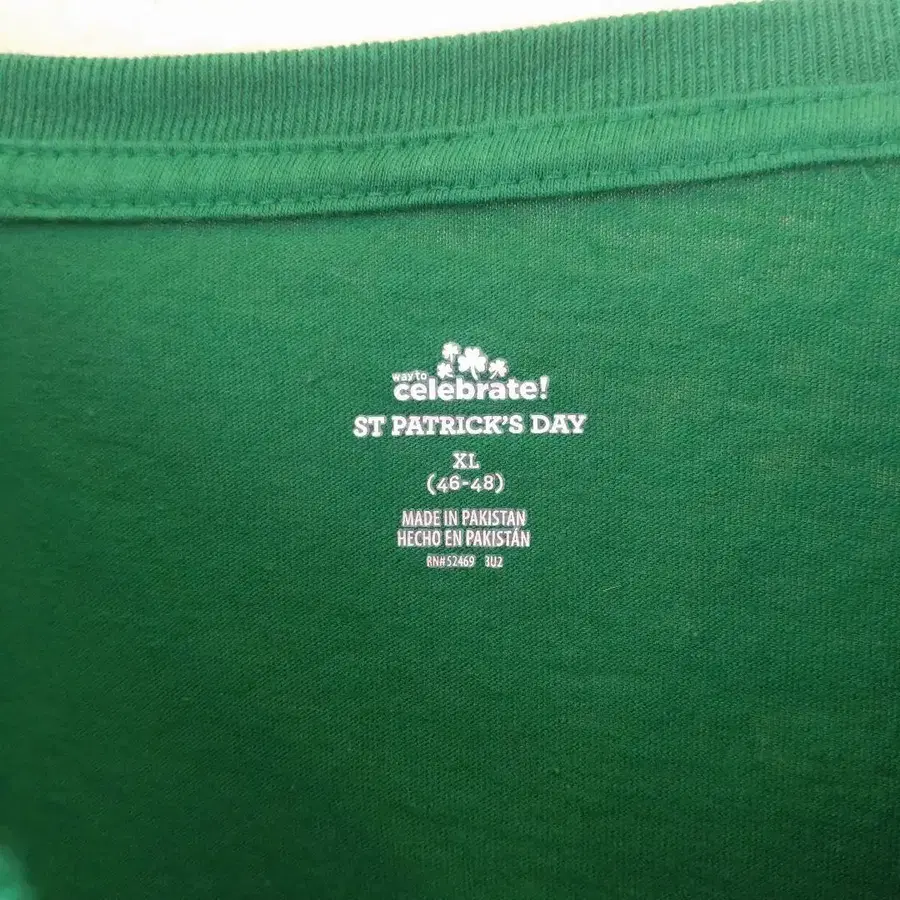 way to
celebrate!
ST PATRICK'S DAY
XL
(46-48)
MADE IN PAKISTAN
HECHO EN PAKISTÁN
RN# 52469 3U2